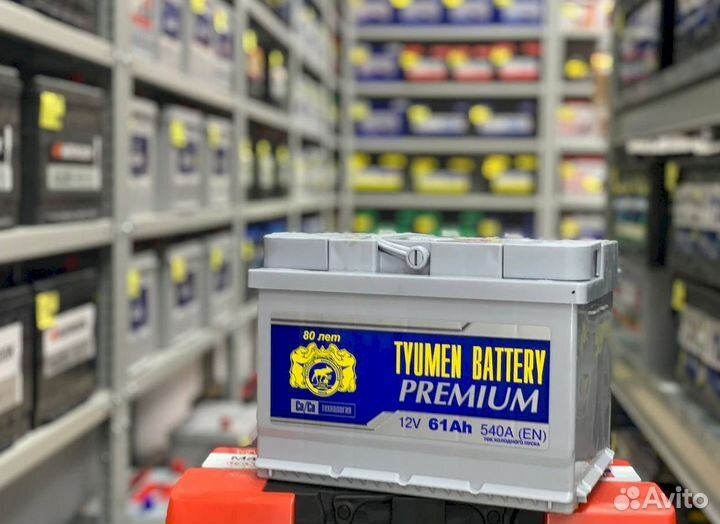 80 лет
TYUMEN BATTERY
PREMIUM
Ca/Ca ТЕХНОЛОГИЯ
12V 61Ah 540A (EN)
ТОК ХОЛОДНОГО ПУСКА
Avito